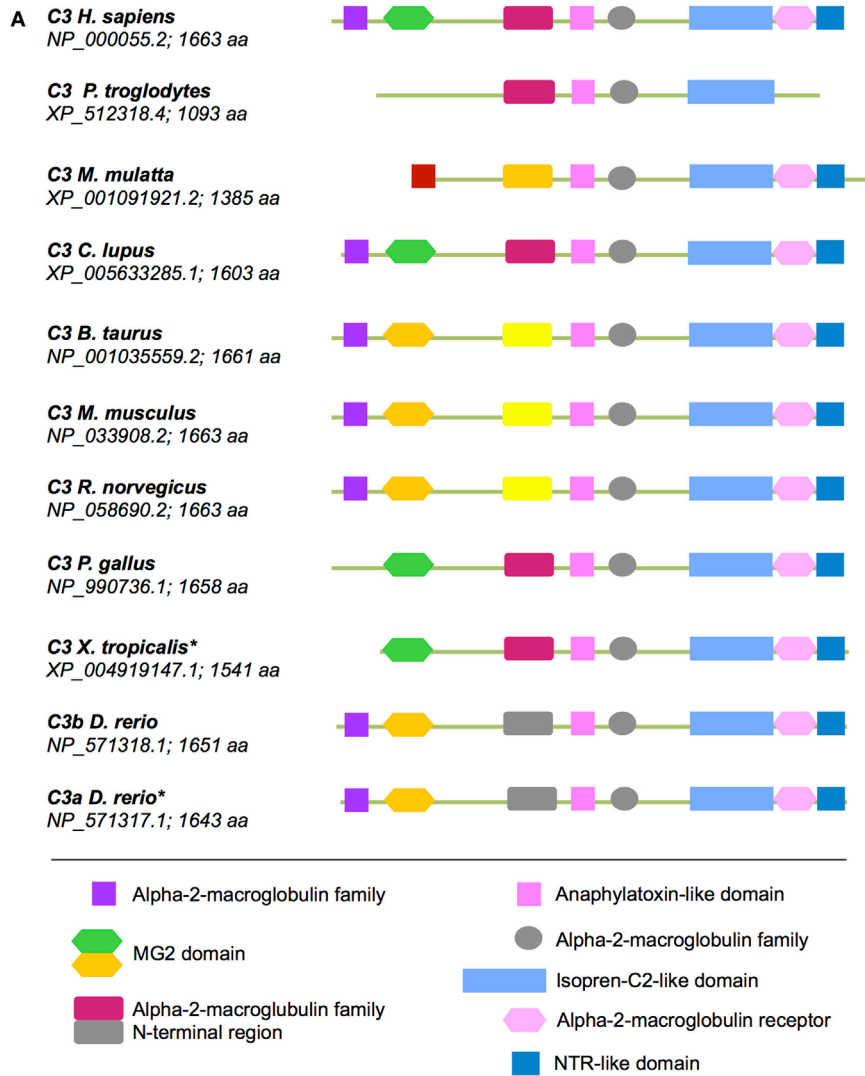 A
C3 H. sapiens
NP_000055.2; 1663 aa
C3 P. troglodytes
XP_512318.4; 1093 aa
C3 M. mulatta
XP_001091921.2; 1385 aa
C3 C. lupus
XP_005633285.1; 1603 aa
C3 B. taurus
NP_001035559.2; 1661 aa
C3 M. musculus
NP_033908.2; 1663 aa
C3 R. norvegicus
NP_058690.2; 1663 aa
C3 P. gallus
NP_990736.1; 1658 aa
C3 X. tropicalis*
XP_004919147.1; 1541 aa
C3b D. rerio
NP_571318.1; 1651 aa
C3a D. rerio*
NP_571317.1; 1643 aa
Alpha-2-macroglobulin family
MG2 domain
Alpha-2-macroglubulin family
N-terminal region
Anaphylatoxin-like domain
Alpha-2-macroglobulin family
Isopren-C2-like domain
Alpha-2-macroglobulin receptor
NTR-like domain